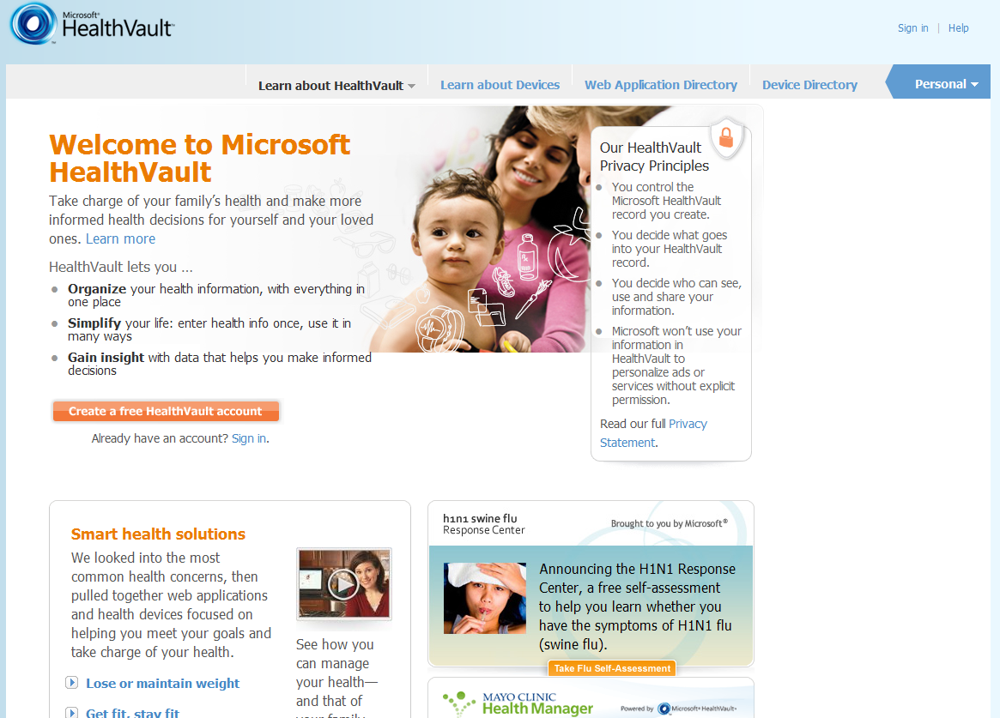 Microsoft®
HealthVault™
Sign in | Help
Learn about HealthVault
Learn about Devices
Web Application Directory
Device Directory
Personal
Welcome to Microsoft
HealthVault
Take charge of your family's health and make more
informed health decisions for yourself and your loved
ones. Learn more
HealthVault lets you ...
Organize your health information, with everything in
one place
Simplify your life: enter health info once, use it in
many ways
Gain insight with data that helps you make informed
decisions
Create a free HealthVault account
Already have an account? Sign in.
Our HealthVault
Privacy Principles
You control the
Microsoft HealthVault
record you create.
You decide what goes
into your HealthVault
record.
You decide who can see,
use and share your
information.
Microsoft won't use your
information in
HealthVault to
personalize ads or
services without explicit
permission.
Read our full Privacy
Statement.
Smart health solutions
We looked into the most
common health concerns, then
pulled together web applications
and health devices focused on
helping you meet your goals and
take charge of your health.
Lose or maintain weight
Get fit, stay fit
See how you
can manage
your health—
and that of
your family
h1n1 swine flu
Response Center
Brought to you by Microsoft®
Announcing the H1N1 Response
Center, a free self-assessment
to help you learn whether you
have the symptoms of H1N1 flu
(swine flu).
Take Flu Self-Assessment
MAYO CLINIC
Health Manager
Powered by Microsoft® HealthVault™